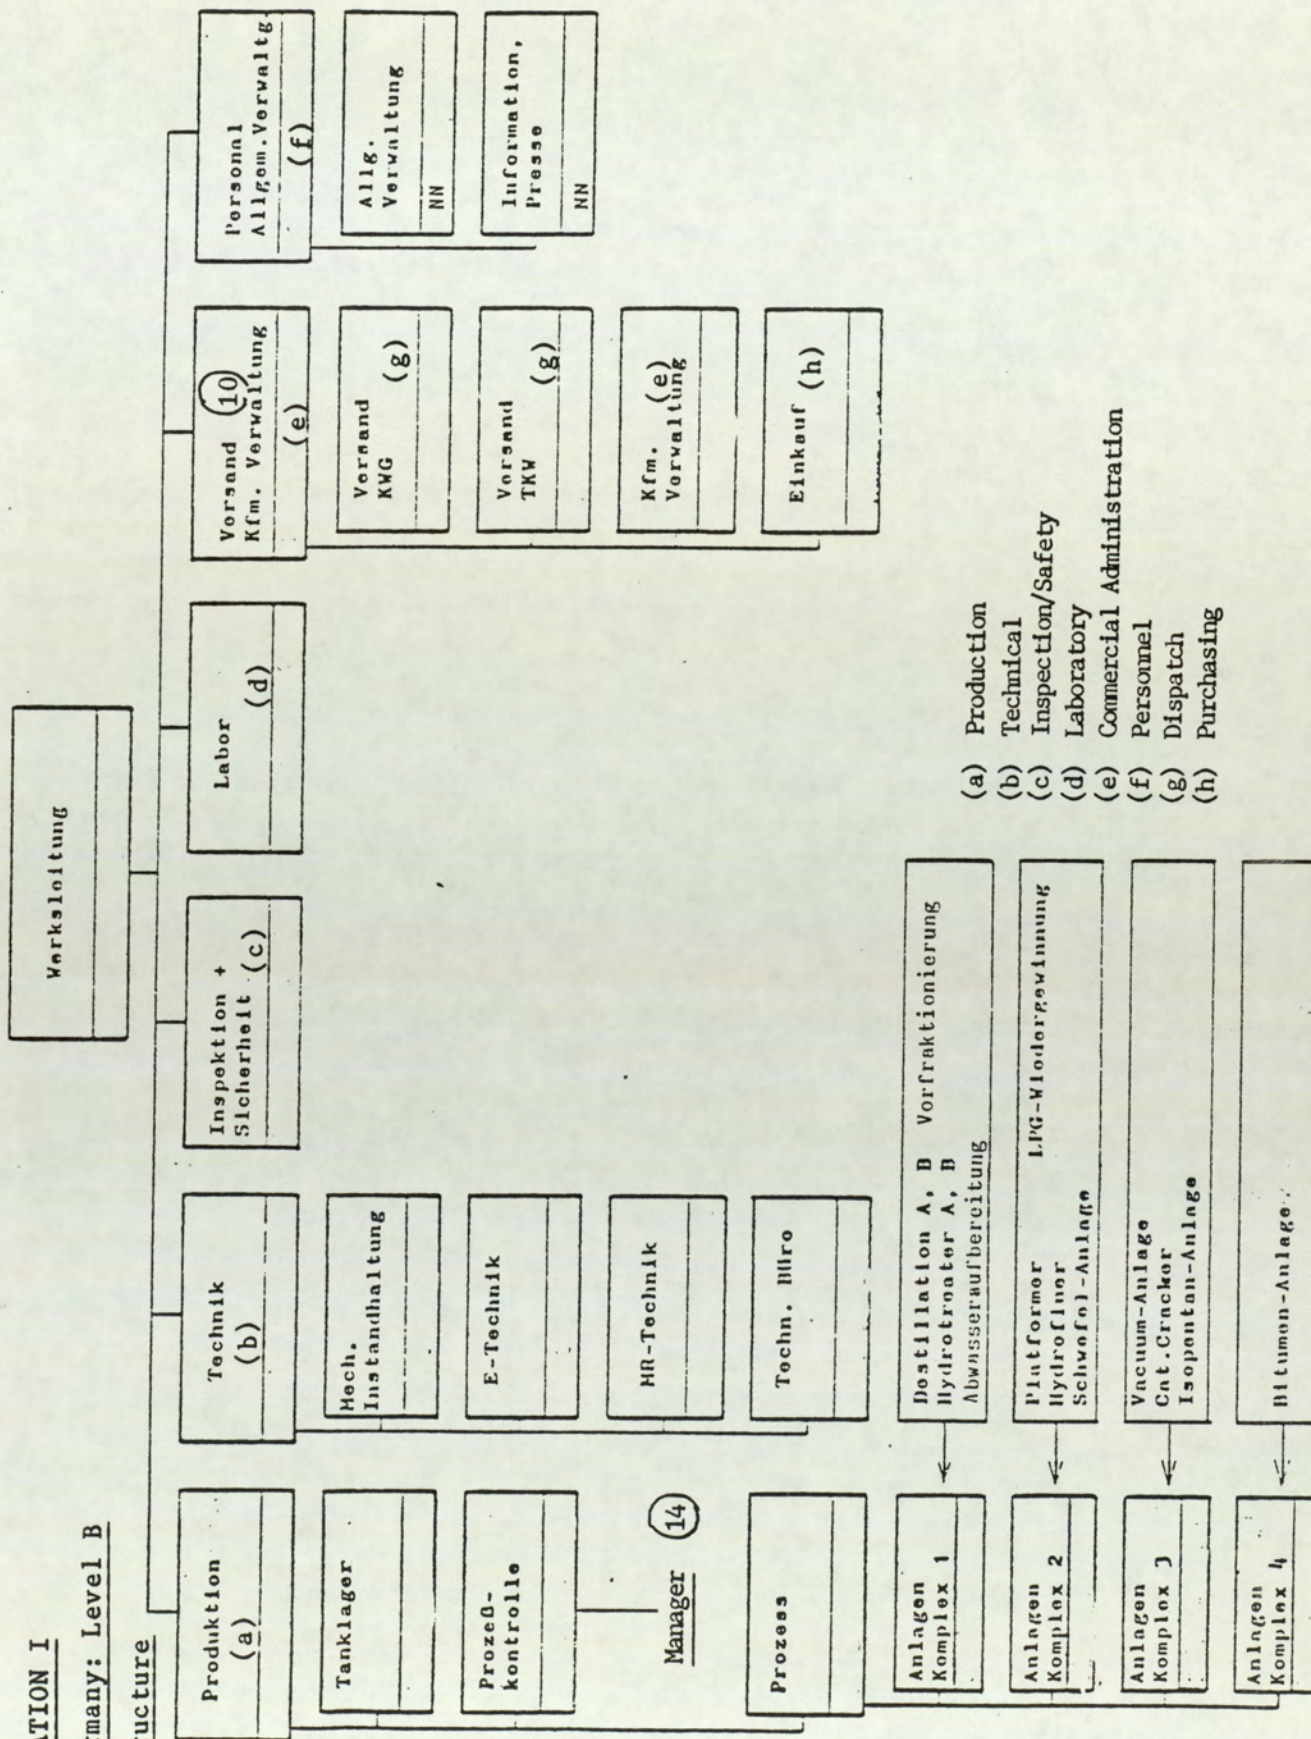 ATION I
many: Level B
ructure
Werksleitung
Produktion
(a)
Tanklager
Prozeß-
kontrolle
Manager (14)
Prozess
Anlagen
Komplex 1
Anlagen
Komplex 2
Anlagen
Komplex 3
Anlagen
Komplex 4
Technik
(b)
Mech.
Instandhaltung
E-Technik
MR-Technik
Techn. Büro
Destillation A, B Vorfraktionierung
Hydrotreater A, B
Abwasseraufbereitung
Platformer LPG-Wiedergewinnung
Hydrofiner
Schwefel-Anlage
Vacuum-Anlage
Cat.Cracker
Isopentan-Anlage
Bitumen-Anlage
Inspektion +
Sicherheit (c)
Labor
(d)
Versand (10)
Kfm. Verwaltung
(e)
Versand
KWG
(g)
Versand
TKW
(g)
Kfm. (e)
Verwaltung
Einkauf (h)
Personal
Allgem.Verwaltg.
(f)
Allg.
Verwaltung
NN
Information,
Presse
NN
(a) Production
(b) Technical
(c) Inspection/Safety
(d) Laboratory
(e) Commercial Administration
(f) Personnel
(g) Dispatch
(h) Purchasing